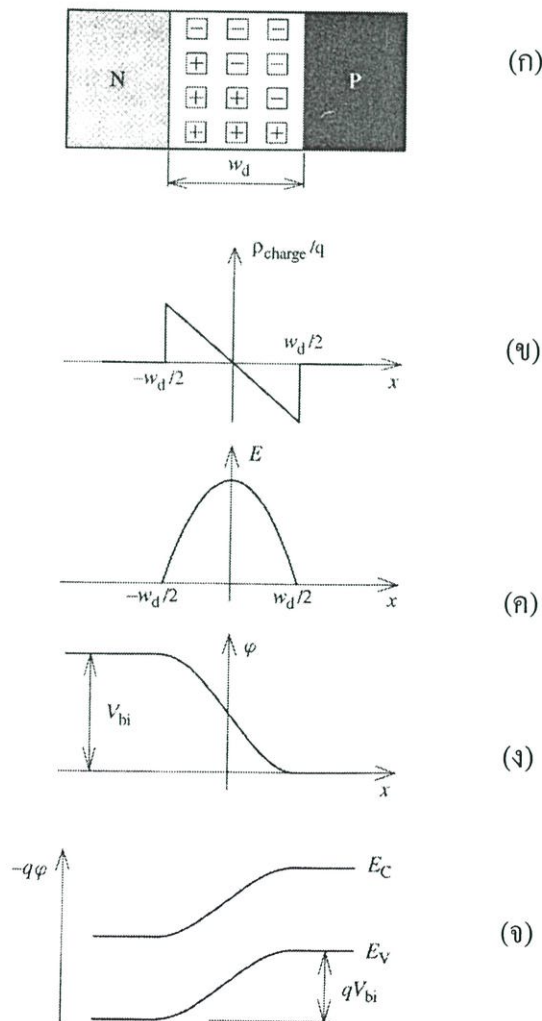 − − −
+ − −
N P (ก)
+ + −
+ + +
w_d
ρ_charge/q
w_d/2 (ข)
−w_d/2 x
E
−w_d/2 w_d/2 x (ค)
φ
V_bi
x (ง)
−qφ
E_C
E_V (จ)
qV_bi